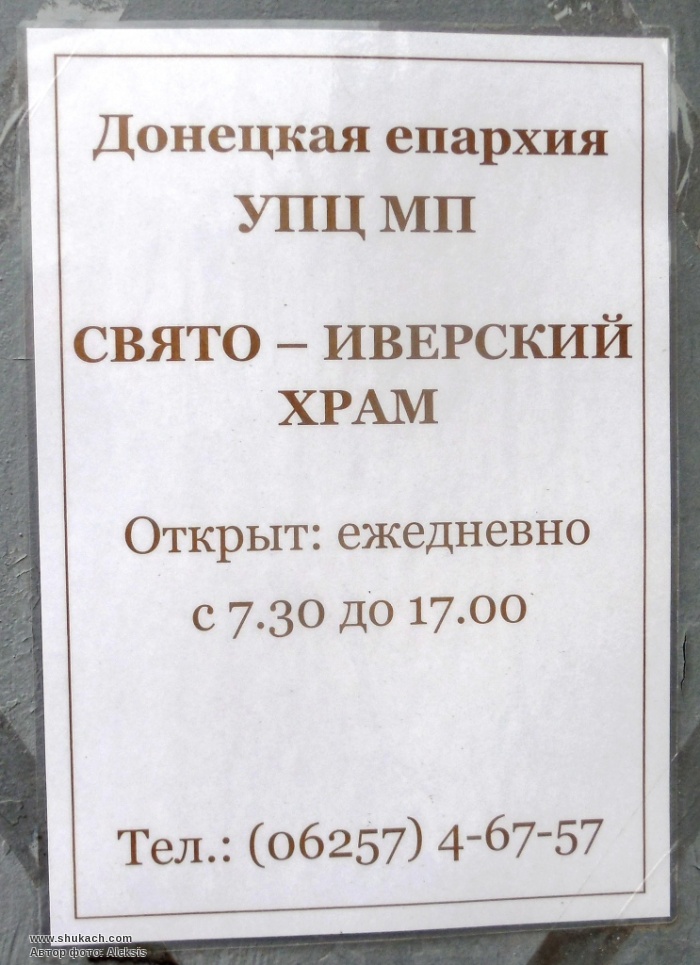 Донецкая епархия
УПЦ МП
СВЯТО – ИВЕРСКИЙ
ХРАМ
Открыт: ежедневно
с 7.30 до 17.00
Тел.: (06257) 4-67-57
www.shukach.com
Автор фото: Aleksis